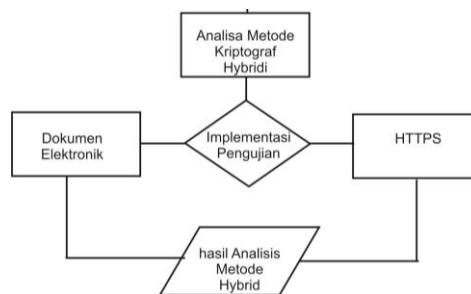 Analisa Metode
Kriptograf
Hybridi
Dokumen
Elektronik
Implementasi
Pengujian
HTTPS
hasil Analisis
Metode
Hybrid